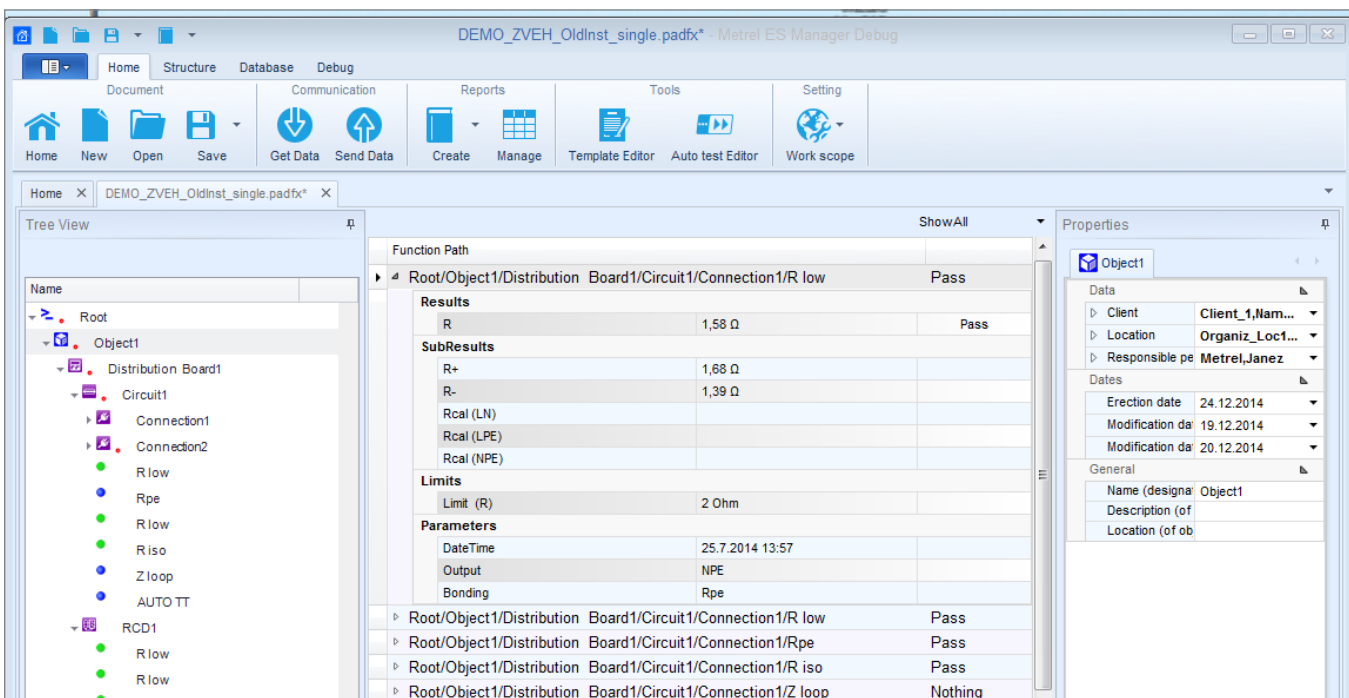 DEMO_ZVEH_OldInst_single.padfx* - Metrel ES Manager Debug
Home Structure Database Debug
Document Communication Reports Tools Setting
Home New Open Save Get Data Send Data Create Manage Template Editor Auto test Editor Work scope
Home DEMO_ZVEH_OldInst_single.padfx*
Tree View
Name
Root
Object1
Distribution Board1
Circuit1
Connection1
Connection2
R low
Rpe
R low
R iso
Z loop
AUTO TT
RCD1
R low
R low
ShowAll
Function Path
Root/Object1/Distribution Board1/Circuit1/Connection1/R low Pass
Results
R 1,58 Ω Pass
SubResults
R+ 1,68 Ω
R- 1,39 Ω
Rcal (LN)
Rcal (LPE)
Rcal (NPE)
Limits
Limit (R) 2 Ohm
Parameters
DateTime 25.7.2014 13:57
Output NPE
Bonding Rpe
Root/Object1/Distribution Board1/Circuit1/Connection1/R low Pass
Root/Object1/Distribution Board1/Circuit1/Connection1/Rpe Pass
Root/Object1/Distribution Board1/Circuit1/Connection1/R iso Pass
Root/Object1/Distribution Board1/Circuit1/Connection1/Z loop Nothing
Properties
Object1
Data
Client Client_1,Nam...
Location Organiz_Loc1...
Responsible pe Metrel,Janez
Dates
Erection date 24.12.2014
Modification da 19.12.2014
Modification da 20.12.2014
General
Name (designa Object1
Description (of
Location (of ob